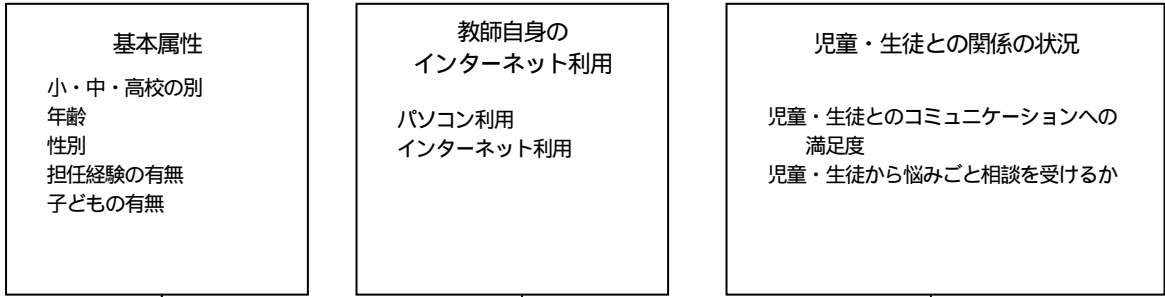 基本属性
小・中・高校の別
年齢
性別
担任経験の有無
子どもの有無
教師自身の
インターネット利用
パソコン利用
インターネット利用
児童・生徒との関係の状況
児童・生徒とのコミュニケーションへの
満足度
児童・生徒から悩みごと相談を受けるか